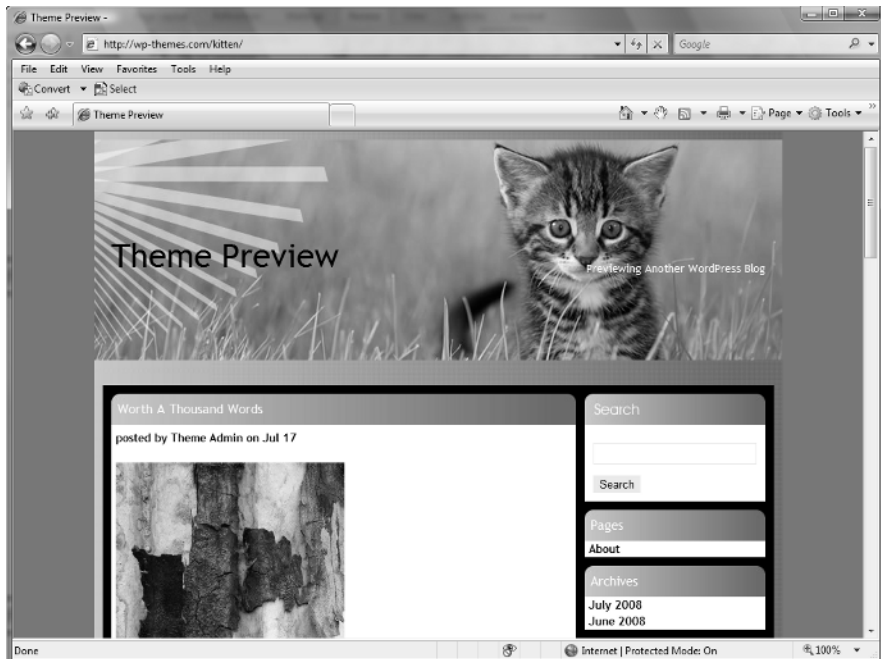 Theme Preview -
http://wp-themes.com/kitten/
Google
File Edit View Favorites Tools Help
Convert Select
Theme Preview
Page Tools
Theme Preview
Previewing Another WordPress Blog
Worth A Thousand Words
posted by Theme Admin on Jul 17
Search
Search
Pages
About
Archives
July 2008
June 2008
Done
Internet | Protected Mode: On
100%